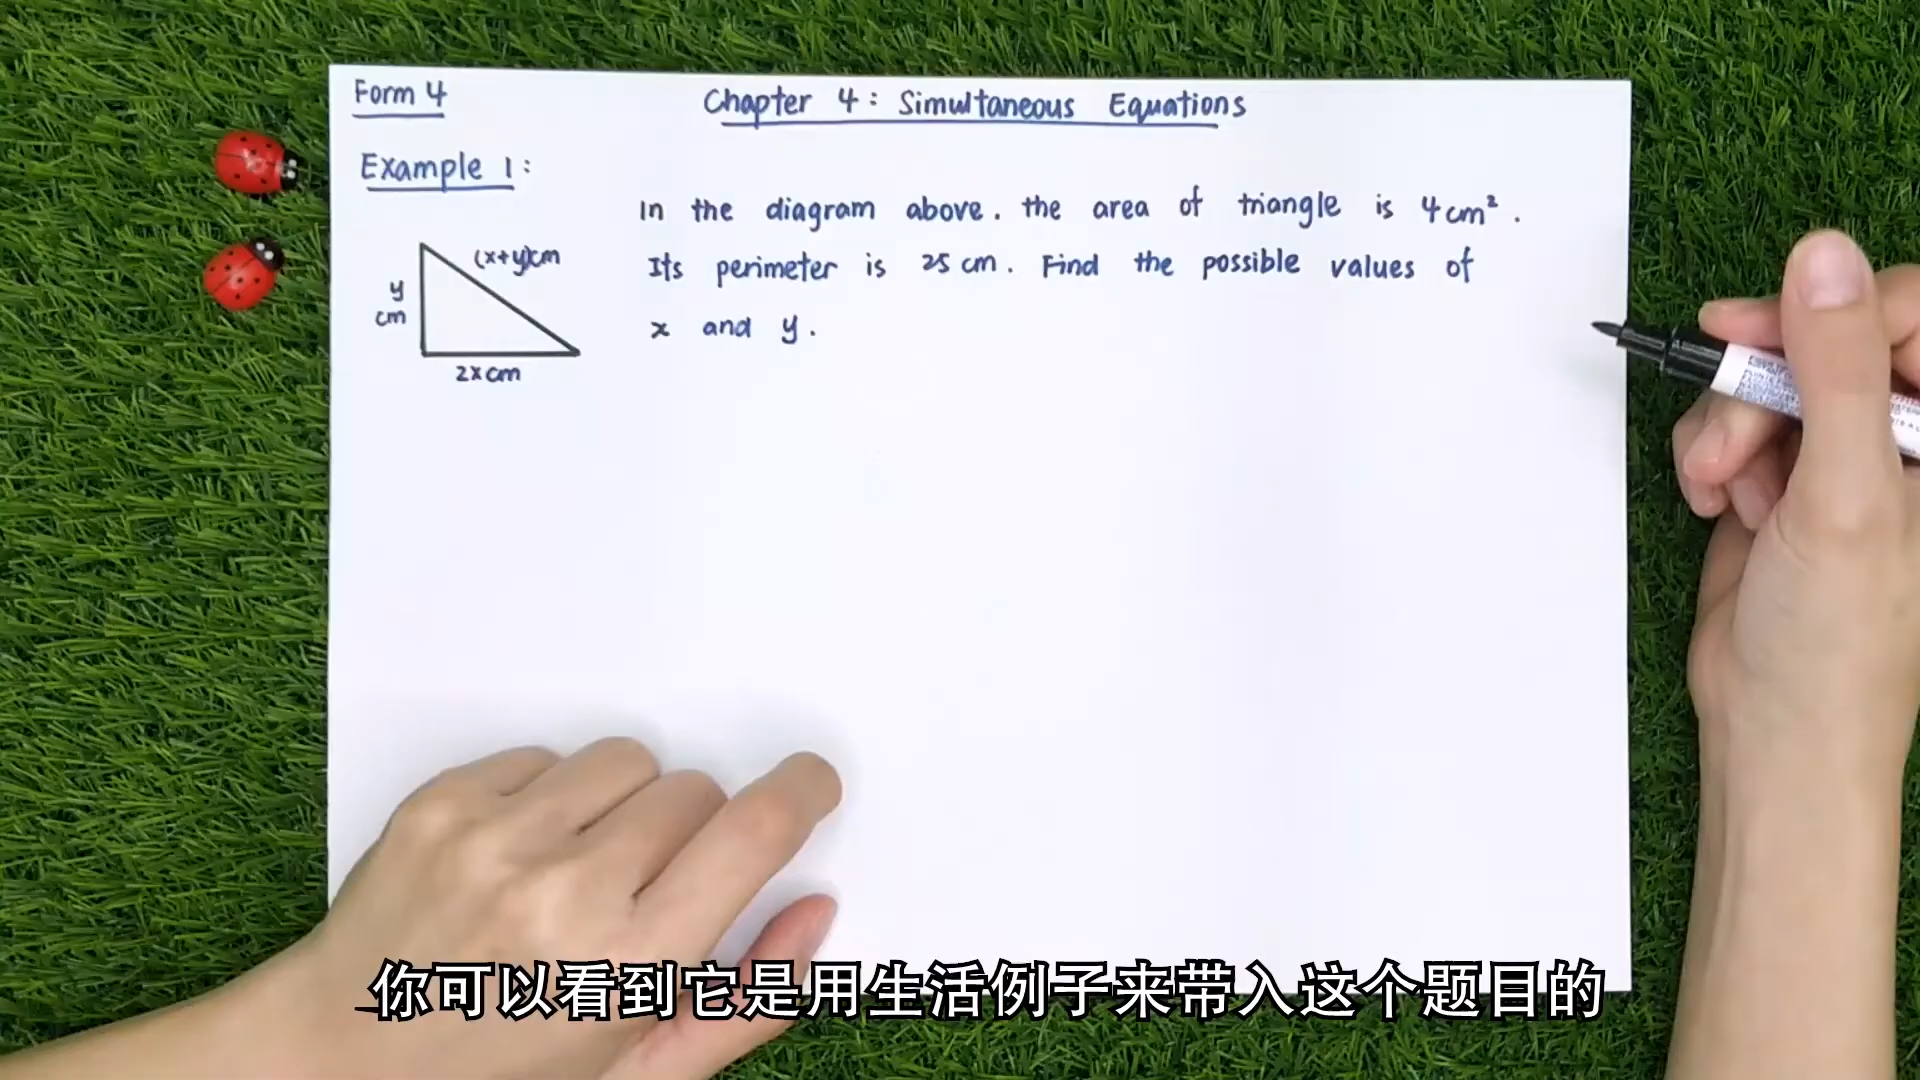 Form 4
Chapter 4: Simultaneous Equations
Example 1:
In the diagram above. the area of triangle is 4cm².
Its perimeter is 25 cm. Find the possible values of
x and y.
(x+y)cm
y
cm
2x cm
你可以看到它是用生活例子来带入这个题目的